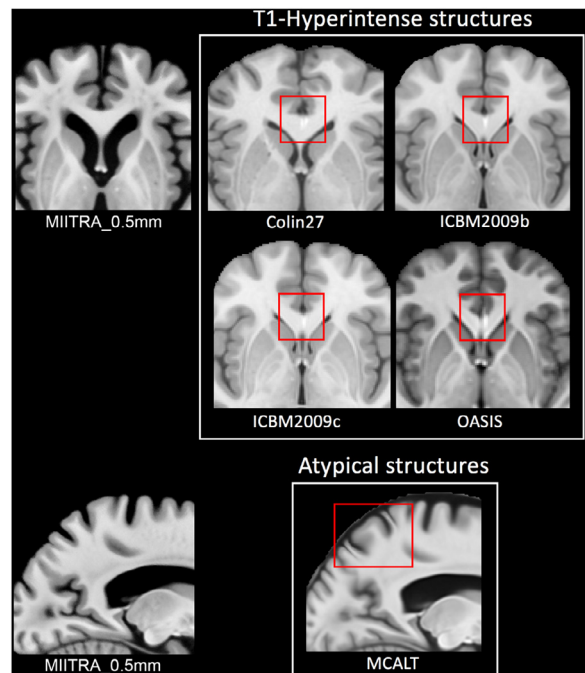 T1-Hyperintense structures
MIITRA_0.5mm
Colin27
ICBM2009b
ICBM2009c
OASIS
Atypical structures
MIITRA_0.5mm
MCALT